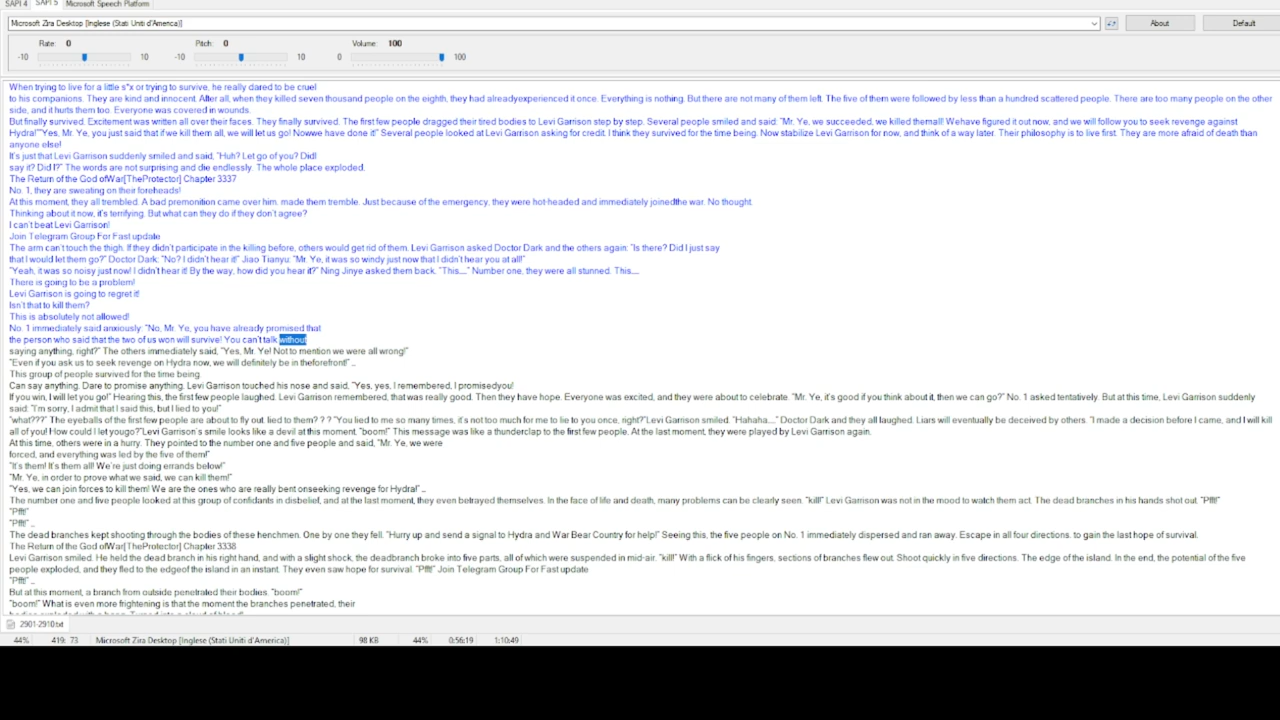 SAPI 4 SAPI 5 Microsoft Speech Platform
Microsoft Zira Desktop [Inglese (Stati Uniti d'America)] About Default
Rate: 0 Pitch: 0 Volume: 100
-10 10 -10 10 0 100
When trying to live for a little s*x or trying to survive, he really dared to be cruel
to his companions. They are kind and innocent. After all, when they killed seven thousand people on the eighth, they had alreadyexperienced it once. Everything is nothing. But there are not many of them left. The five of them were followed by less than a hundred scattered people. There are too many people on the other
side, and it hurts them too. Everyone was covered in wounds.
But finally survived. Excitement was written all over their faces. They finally survived. The first few people dragged their tired bodies to Levi Garrison step by step. Several people smiled and said: "Mr. Ye, we succeeded, we killed themall! Wehave figured it out now, and we will follow you to seek revenge against
Hydra!""Yes, Mr. Ye, you just said that if we kill them all, we will let us go! Nowwe have done it!" Several people looked at Levi Garrison asking for credit. I think they survived for the time being. Now stabilize Levi Garrison for now, and think of a way later. Their philosophy is to live first. They are more afraid of death than
anyone else!
It's just that Levi Garrison suddenly smiled and said, "Huh? Let go of you? DidI
say it? Did I?" The words are not surprising and die endlessly. The whole place exploded.
The Return of the God ofWar[TheProtector] Chapter 3337
No. 1, they are sweating on their foreheads!
At this moment, they all trembled. A bad premonition came over him. made them tremble. Just because of the emergency, they were hot-headed and immediately joinedthe war. No thought.
Thinking about it now, it's terrifying. But what can they do if they don't agree?
I can't beat Levi Garrison!
Join Telegram Group For Fast update
The arm can't touch the thigh. If they didn't participate in the killing before, others would get rid of them. Levi Garrison asked Doctor Dark and the others again: "Is there? Did I just say
that I would let them go?" Doctor Dark: "No? I didn't hear it!" Jiao Tianyu: "Mr. Ye, it was so windy just now that I didn't hear you at all!"
"Yeah, it was so noisy just now! I didn't hear it! By the way, how did you hear it?" Ning Jinye asked them back. "This...." Number one, they were all stunned. This....
There is going to be a problem!
Levi Garrison is going to regret it!
Isn't that to kill them?
This is absolutely not allowed!
No. 1 immediately said anxiously: "No, Mr. Ye, you have already promised that
the person who said that the two of us won will survive! You can't talk without
saying anything, right?" The others immediately said, "Yes, Mr. Ye! Not to mention we were all wrong!"
"Even if you ask us to seek revenge on Hydra now, we will definitely be in theforefront!" ..
This group of people survived for the time being.
Can say anything. Dare to promise anything. Levi Garrison touched his nose and said. "Yes, yes, I remembered, I promisedyou!
If you win, I will let you go!" Hearing this, the first few people laughed. Levi Garrison remembered, that was really good. Then they have hope. Everyone was excited, and they were about to celebrate. "Mr. Ye, it's good if you think about it, then we can go?" No. 1 asked tentatively. But at this time, Levi Garrison suddenly
said: "I'm sorry, I admit that I said this, but I lied to you!"
"what???" The eyeballs of the first few people are about to fly out. lied to them? ? ? "You lied to me so many times, it's not too much for me to lie to you once, right?"Levi Garrison smiled. "Hahaha...." Doctor Dark and they all laughed. Liars will eventually be deceived by others. "I made a decision before I came, and I will kill
all of you! How could I let yougo?"Levi Garrison's smile looks like a devil at this moment. "boom!" This message was like a thunderclap to the first few people. At the last moment, they were played by Levi Garrison again.
At this time, others were in a hurry. They pointed to the number one and five people and said, "Mr. Ye, we were
forced, and everything was led by the five of them!"
"It's them! It's them all! We're just doing errands below!"
"Mr. Ye, in order to prove what we said, we can kill them!"
"Yes, we can join forces to kill them! We are the ones who are really bent onseeking revenge for Hydra!" ..
The number one and five people looked at this group of confidants in disbelief, and at the last moment, they even betrayed themselves. In the face of life and death, many problems can be clearly seen. "kill!" Levi Garrison was not in the mood to watch them act. The dead branches in his hands shot out. "Pfft!"
"Pfft!"
"Pfft!" ..
The dead branches kept shooting through the bodies of these henchmen. One by one they fell. "Hurry up and send a signal to Hydra and War Bear Country for help!" Seeing this, the five people on No. 1 immediately dispersed and ran away. Escape in all four directions. to gain the last hope of survival.
The Return of the God ofWar[TheProtector] Chapter 3338
Levi Garrison smiled. He held the dead branch in his right hand, and with a slight shock, the deadbranch broke into five parts, all of which were suspended in mid-air. "kill!" With a flick of his fingers, sections of branches flew out. Shoot quickly in five directions. The edge of the island. In the end, the potential of the five
people exploded, and they fled to the edgeof the island in an instant. They even saw hope for survival. "Pfft!" Join Telegram Group For Fast update
"Pfft!" ..
But at this moment, a branch from outside penetrated their bodies. "boom!"
"boom!" What is even more frightening is that the moment the branches penetrated, their
2901-2910.txt
44% 419: 73 Microsoft Zira Desktop [Inglese (Stati Uniti d'America)] 98 KB 44% 0:56:19 1:10:49